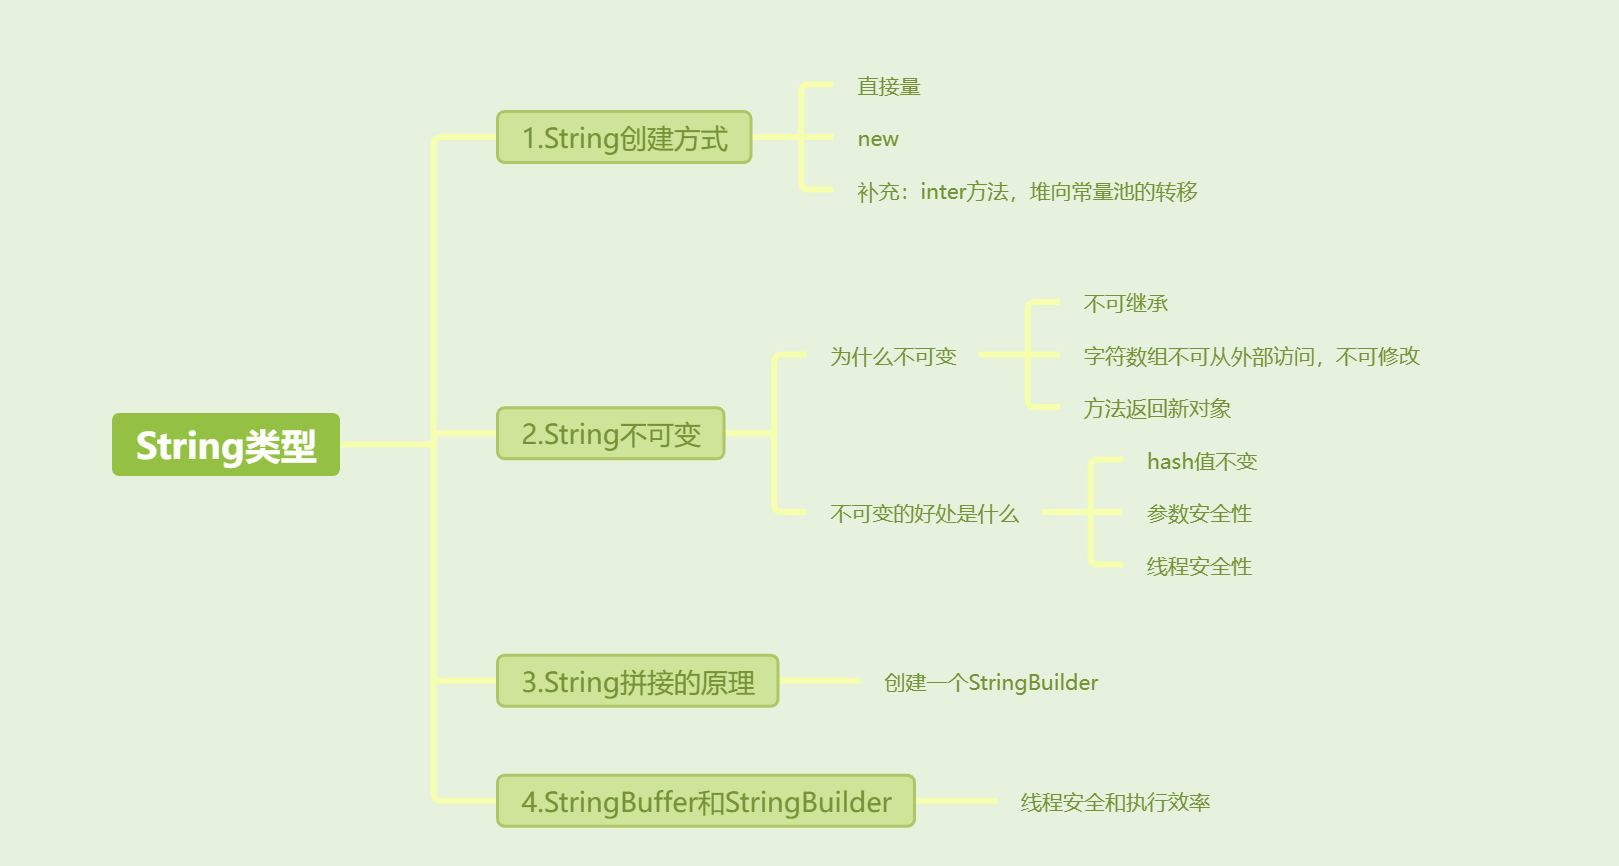 String类型
1.String创建方式
直接量
new
补充：inter方法，堆向常量池的转移
2.String不可变
为什么不可变
不可继承
字符数组不可从外部访问，不可修改
方法返回新对象
不可变的好处是什么
hash值不变
参数安全性
线程安全性
3.String拼接的原理
创建一个StringBuilder
4.StringBuffer和StringBuilder
线程安全和执行效率